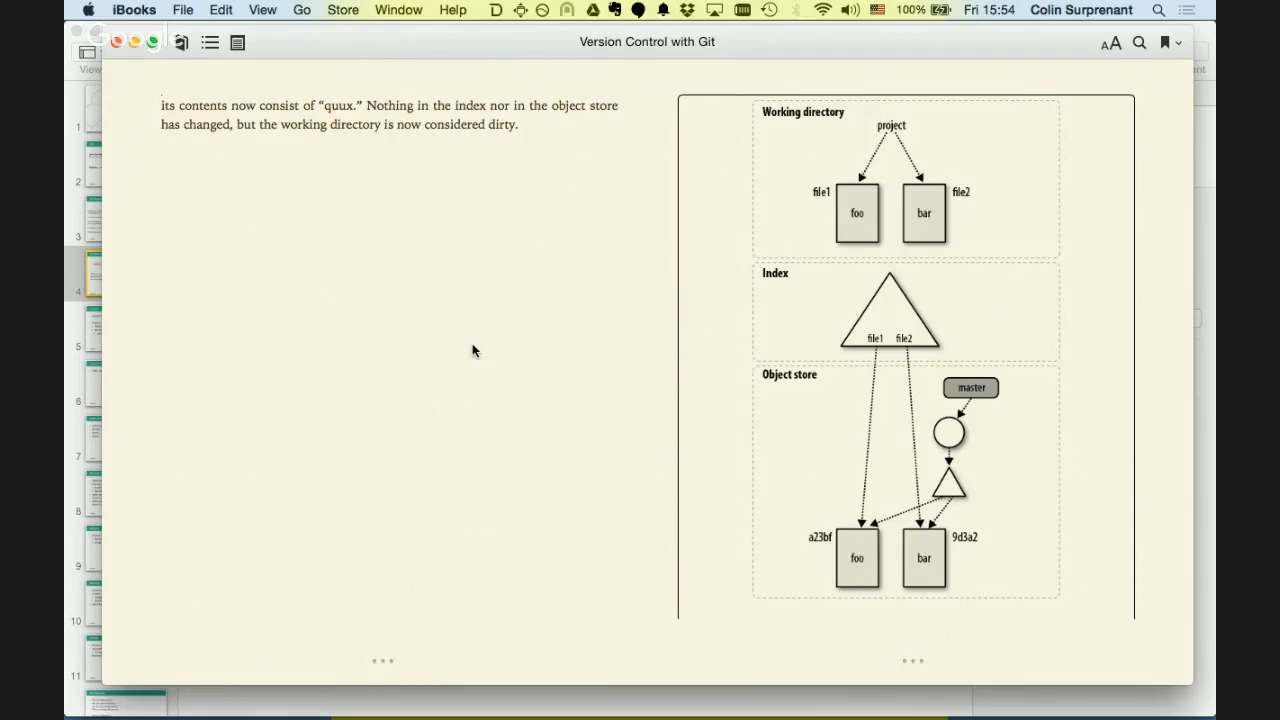 iBooks File Edit View Go Store Window Help 100% Fri 15:54 Colin Surprenant
Google
Version Control with Git
AA
View
its contents now consist of “quux.” Nothing in the index nor in the object store
has changed, but the working directory is now considered dirty.
Working directory
project
file1 foo bar file2
Index
file1 file2
Object store
master
a23bf 9d3a2
foo bar
1
2
3
4
5
6
7
8
9
10
11